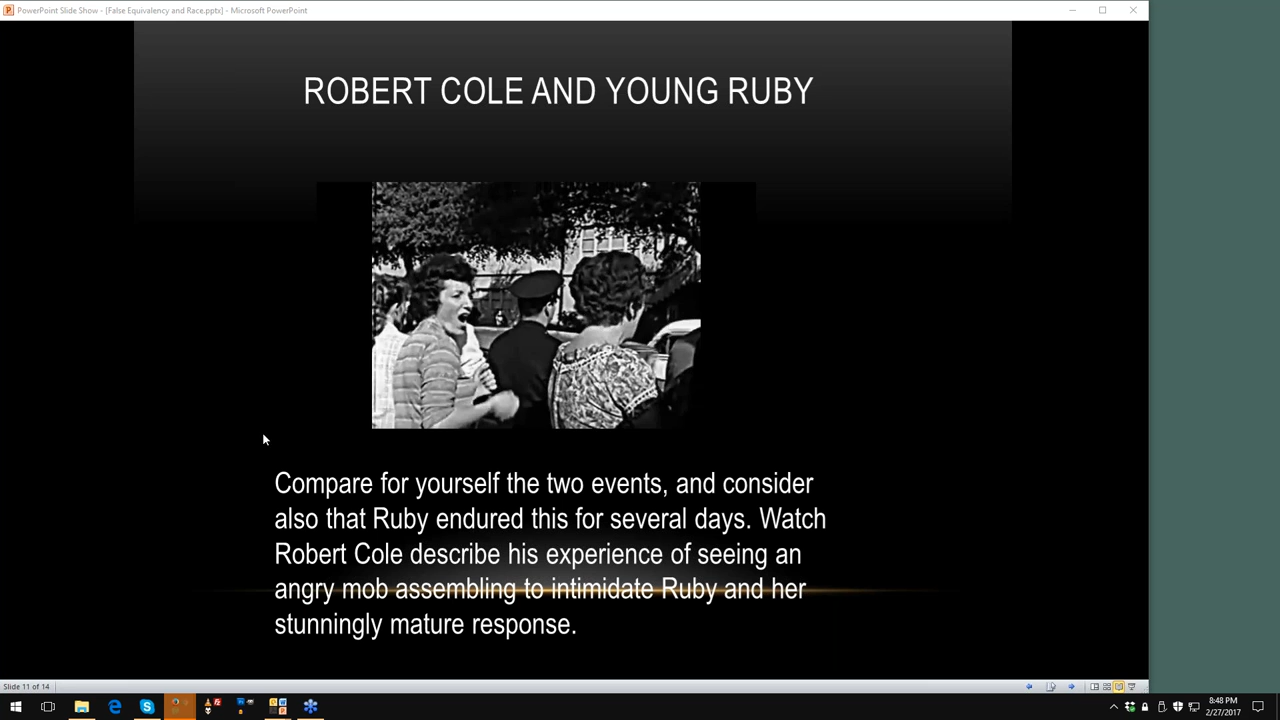 PowerPoint Slide Show - [False Equivalency and Race.pptx] - Microsoft PowerPoint
ROBERT COLE AND YOUNG RUBY
Compare for yourself the two events, and consider
also that Ruby endured this for several days. Watch
Robert Cole describe his experience of seeing an
angry mob assembling to intimidate Ruby and her
stunningly mature response.
Slide 11 of 14
8:48 PM
2/27/2017